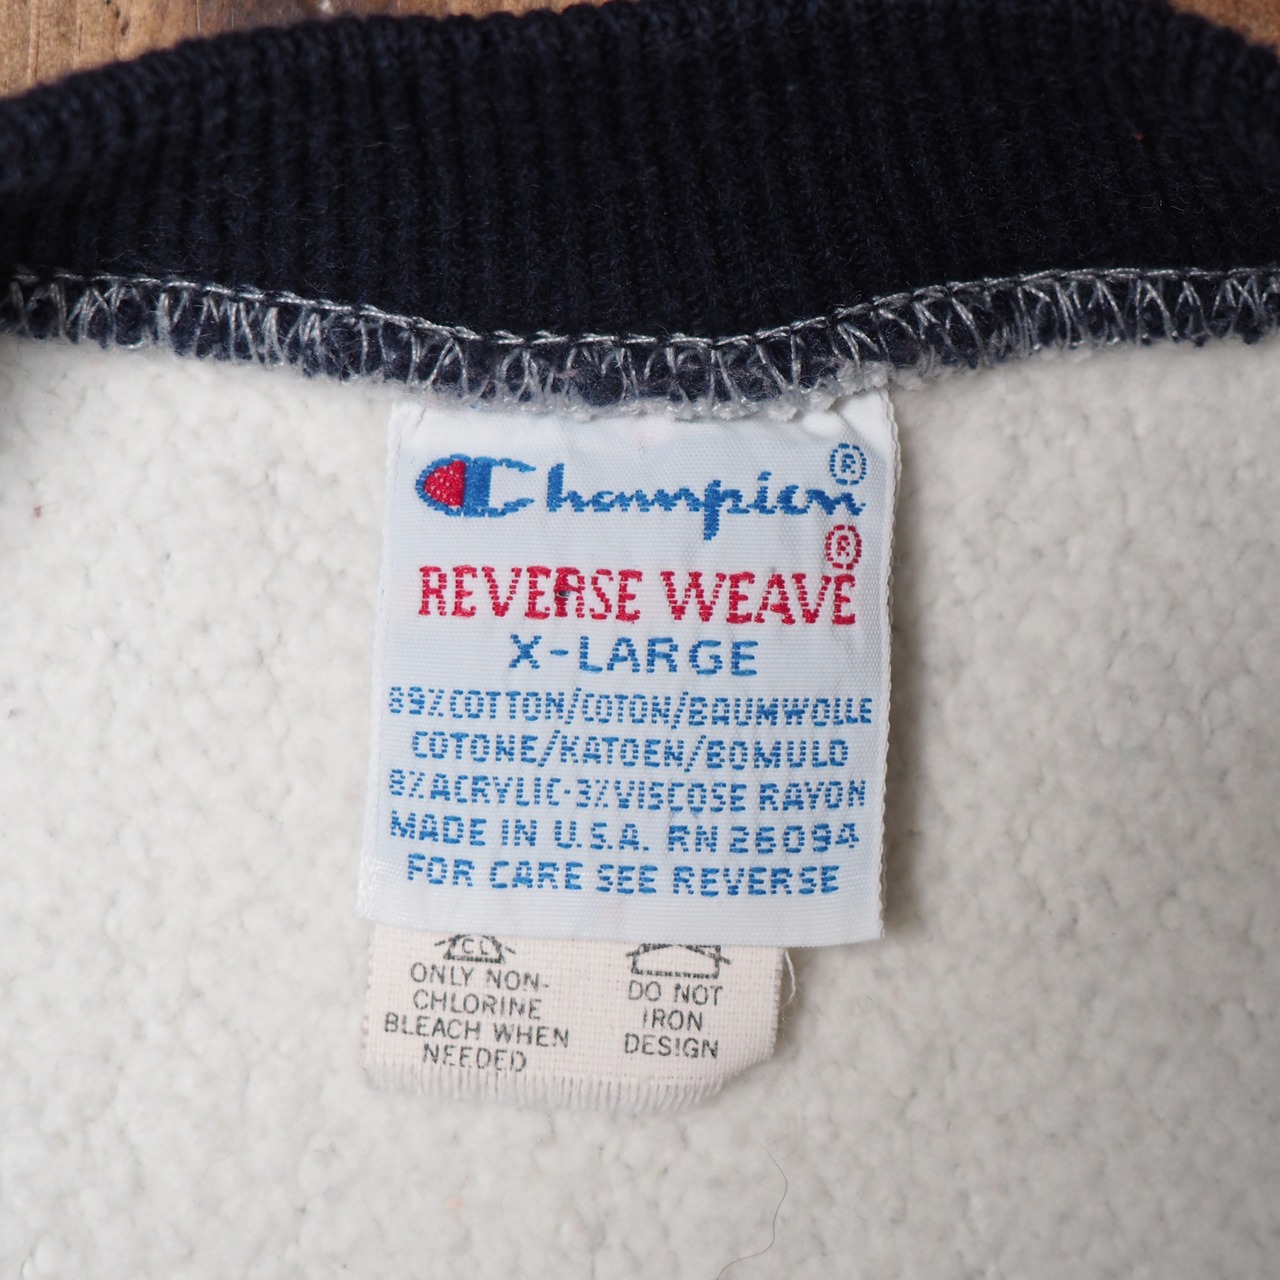 Champion®
REVERSE WEAVE®
X-LARGE
89% COTTON/COTON/BAUMWOLLE
COTONE/KATOEN/BOMULD
8% ACRYLIC-3% VISCOSE RAYON
MADE IN U.S.A. RN 26094
FOR CARE SEE REVERSE
CL
ONLY NON-
CHLORINE
BLEACH WHEN
NEEDED
DO NOT
IRON
DESIGN